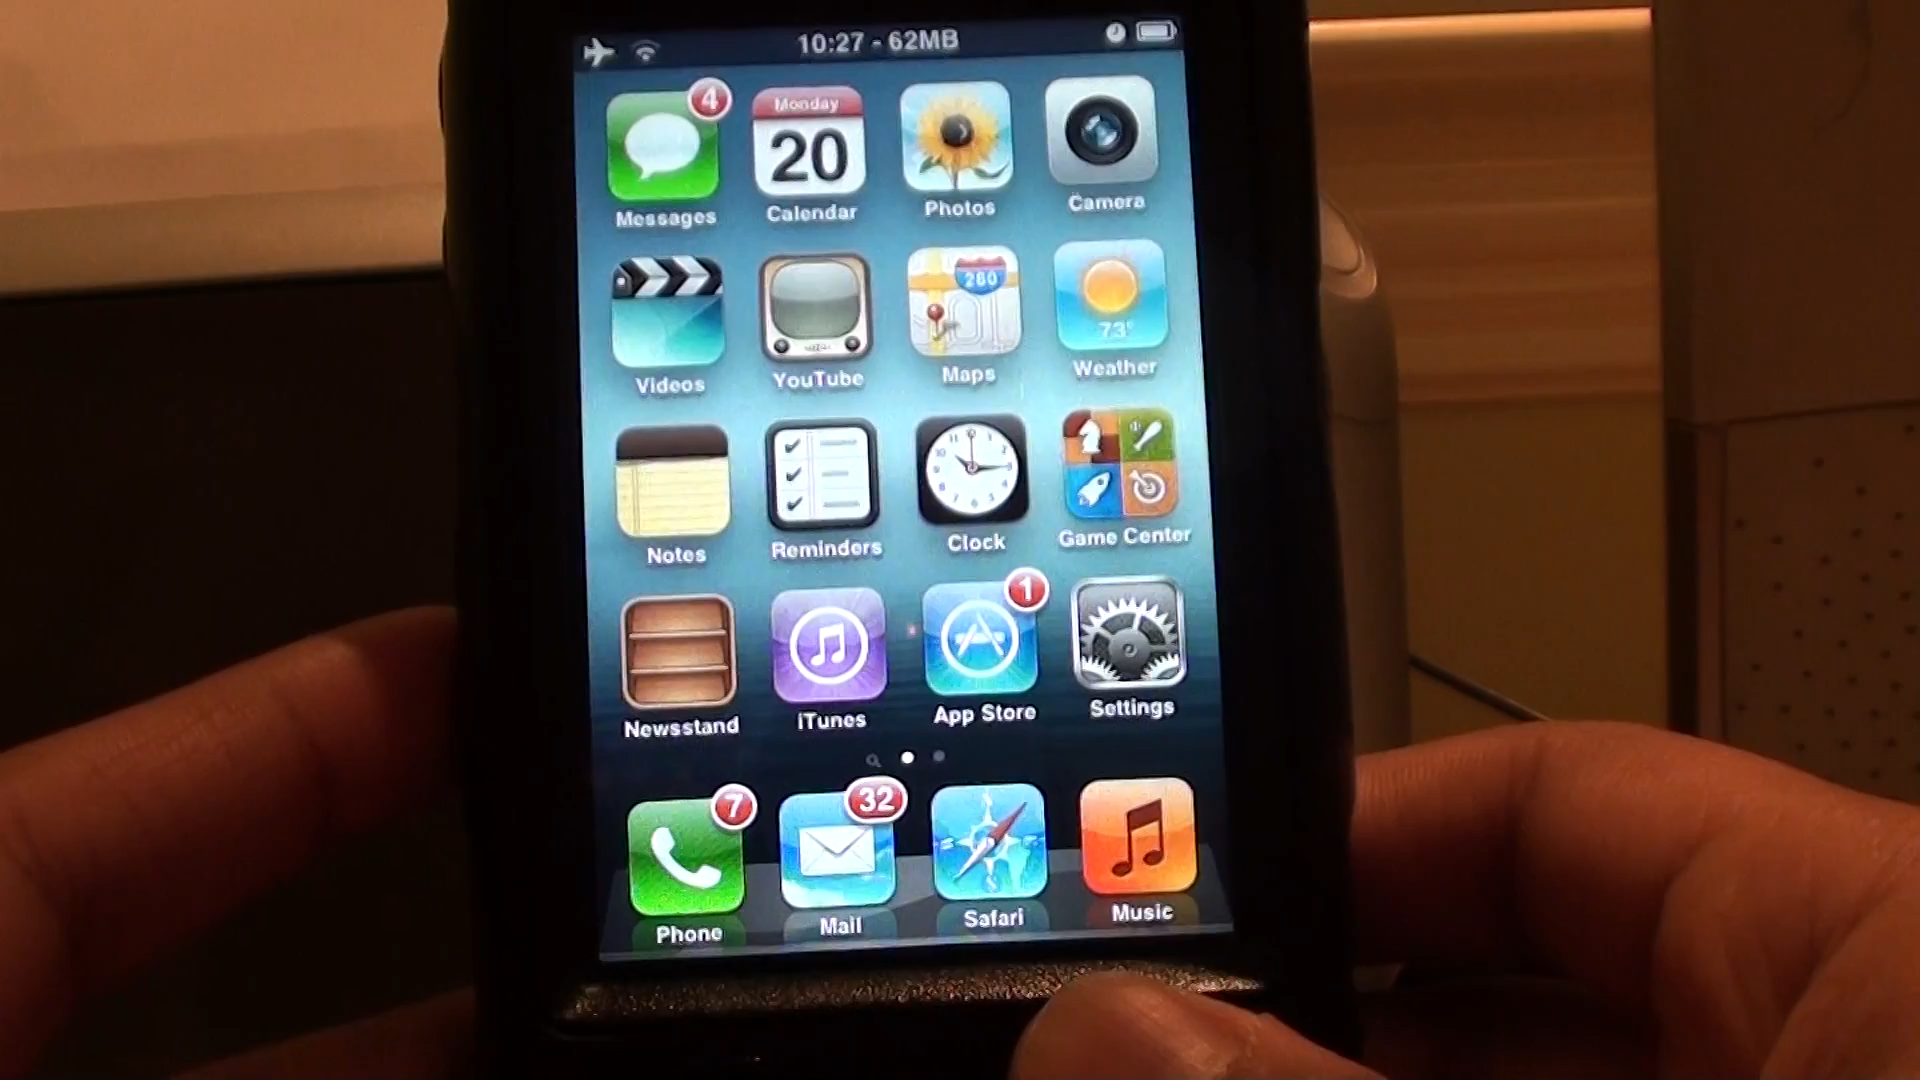 10:27 - 62MB
4
Monday
20
Messages
Calendar
Photos
Camera
280
73°
Videos
YouTube
Maps
Weather
Notes
Reminders
Clock
Game Center
1
Newsstand
iTunes
App Store
Settings
7
32
Phone
Mail
Safari
Music